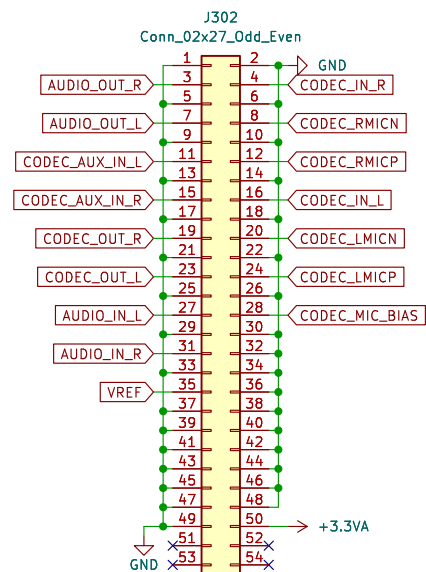 J302
Conn_02x27_Odd_Even
1 2 GND
AUDIO_OUT_R 3 4 CODEC_IN_R
5 6
AUDIO_OUT_L 7 8 CODEC_RMICN
9 10
CODEC_AUX_IN_L 11 12 CODEC_RMICP
13 14
CODEC_AUX_IN_R 15 16 CODEC_IN_L
17 18
CODEC_OUT_R 19 20 CODEC_LMICN
21 22
CODEC_OUT_L 23 24 CODEC_LMICP
25 26
AUDIO_IN_L 27 28 CODEC_MIC_BIAS
29 30
AUDIO_IN_R 31 32
33 34
VREF 35 36
37 38
39 40
41 42
43 44
45 46
47 48
49 50 +3.3VA
51 52
GND 53 54